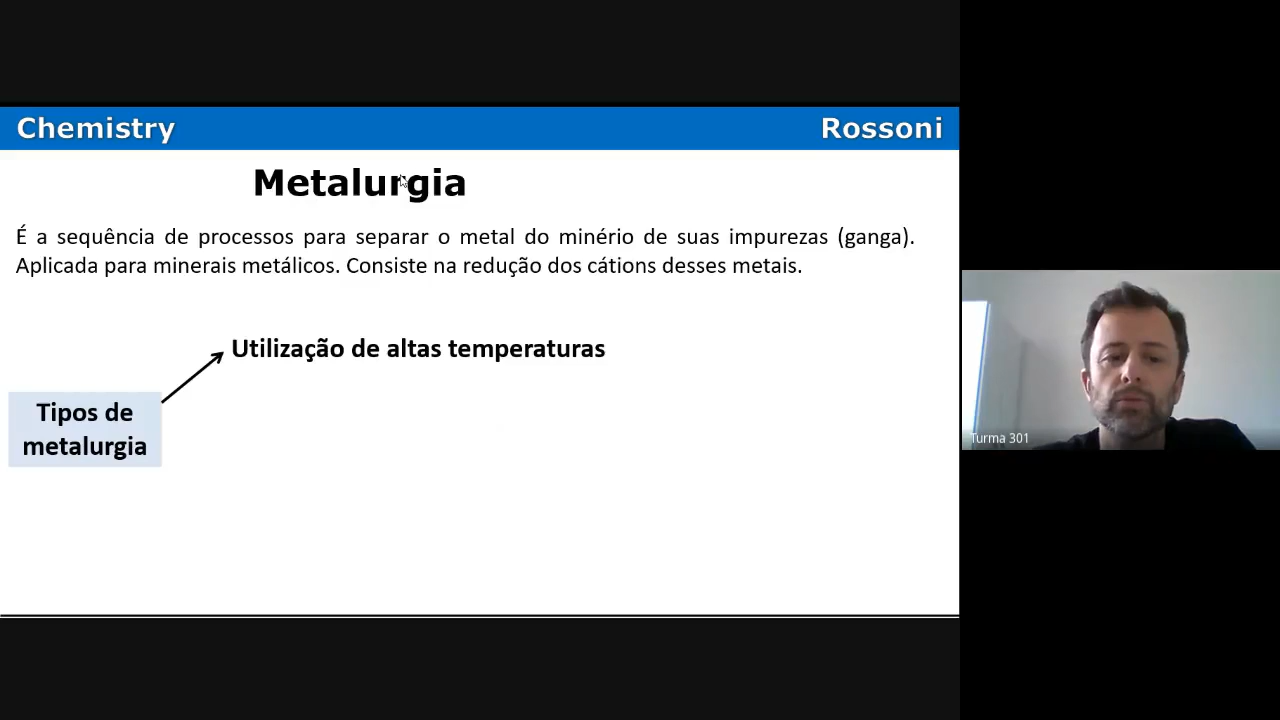 Chemistry
Rossoni
Metalurgia
É a sequência de processos para separar o metal do minério de suas impurezas (ganga).
Aplicada para minerais metálicos. Consiste na redução dos cátions desses metais.
Utilização de altas temperaturas
Tipos de
metalurgia
Turma 301